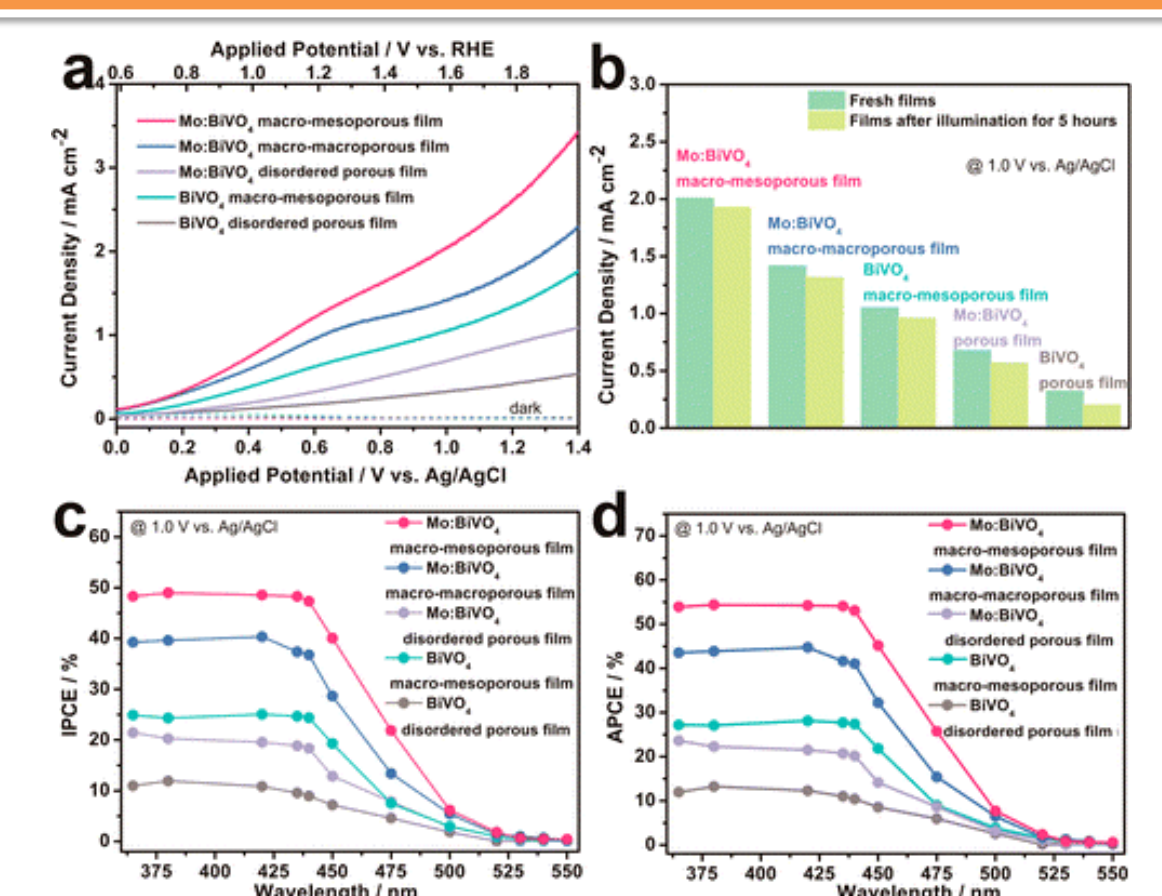 a
Applied Potential / V vs. RHE
0.6 0.8 1.0 1.2 1.4 1.6 1.8
4
3
2
1
0
Current Density / mA cm-2
Mo:BiVO4 macro-mesoporous film
Mo:BiVO4 macro-macroporous film
Mo:BiVO4 disordered porous film
BiVO4 macro-mesoporous film
BiVO4 disordered porous film
dark
0.0 0.2 0.4 0.6 0.8 1.0 1.2 1.4
Applied Potential / V vs. Ag/AgCl
b
3.0
2.5
2.0
1.5
1.0
0.5
0.0
Current Density / mA cm-2
Fresh films
Films after illumination for 5 hours
@ 1.0 V vs. Ag/AgCl
Mo:BiVO4
macro-mesoporous film
Mo:BiVO4
macro-macroporous film
BiVO4
macro-mesoporous film
Mo:BiVO4
porous film
BiVO4
porous film
c
@ 1.0 V vs. Ag/AgCl
60
50
40
30
20
10
0
IPCE / %
Mo:BiVO4
macro-mesoporous film
Mo:BiVO4
macro-macroporous film
Mo:BiVO4
disordered porous film
BiVO4
macro-mesoporous film
BiVO4
disordered porous film
375 400 425 450 475 500 525 550
Wavelength / nm
d
@ 1.0 V vs. Ag/AgCl
70
60
50
40
30
20
10
0
APCE / %
Mo:BiVO4
macro-mesoporous film
Mo:BiVO4
macro-macroporous film
Mo:BiVO4
disordered porous film
BiVO4
macro-mesoporous film
BiVO4
disordered porous film
375 400 425 450 475 500 525 550
Wavelength / nm